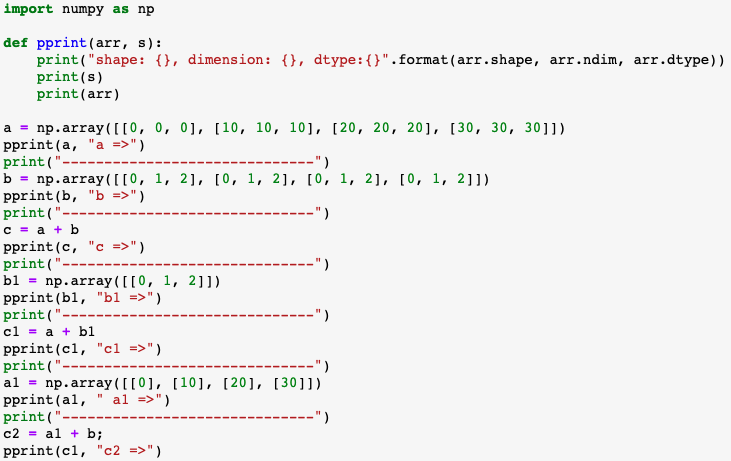 import numpy as np
def pprint(arr, s):
    print("shape: {}, dimension: {}, dtype:{}".format(arr.shape, arr.ndim, arr.dtype))
    print(s)
    print(arr)
a = np.array([[0, 0, 0], [10, 10, 10], [20, 20, 20], [30, 30, 30]])
pprint(a, "a =>")
print("------------------------------")
b = np.array([[0, 1, 2], [0, 1, 2], [0, 1, 2], [0, 1, 2]])
pprint(b, "b =>")
print("------------------------------")
c = a + b
pprint(c, "c =>")
print("------------------------------")
b1 = np.array([[0, 1, 2]])
pprint(b1, "b1 =>")
print("------------------------------")
c1 = a + b1
pprint(c1, "c1 =>")
print("------------------------------")
a1 = np.array([[0], [10], [20], [30]])
pprint(a1, " a1 =>")
print("------------------------------")
c2 = a1 + b;
pprint(c1, "c2 =>")